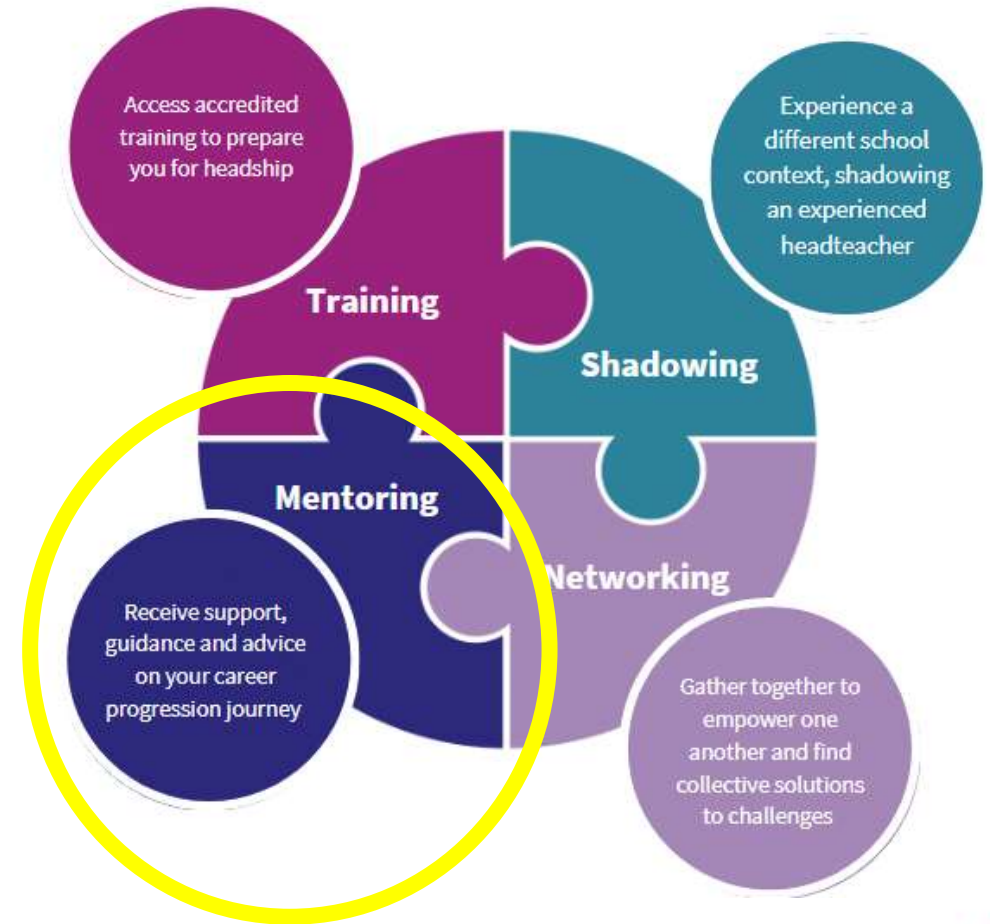 Access accredited
training to prepare
you for headship
Experience a
different school
context, shadowing
an experienced
headteacher
Training
Shadowing
Mentoring
Networking
Receive support,
guidance and advice
on your career
progression journey
Gather together to
empower one
another and find
collective solutions
to challenges